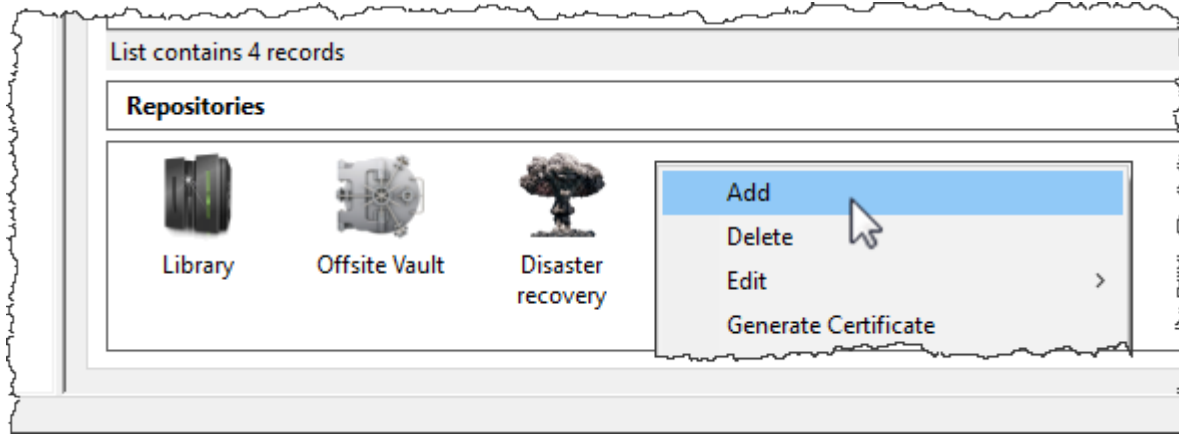 List contains 4 records
Repositories
Library
Offsite Vault
Disaster
recovery
Add
Delete
Edit
Generate Certificate